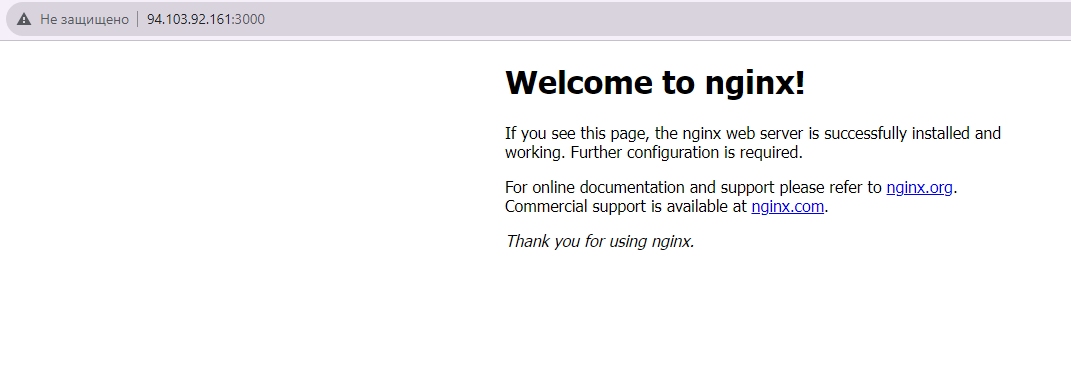 Не защищено 94.103.92.161:3000
Welcome to nginx!
If you see this page, the nginx web server is successfully installed and
working. Further configuration is required.
For online documentation and support please refer to nginx.org.
Commercial support is available at nginx.com.
Thank you for using nginx.